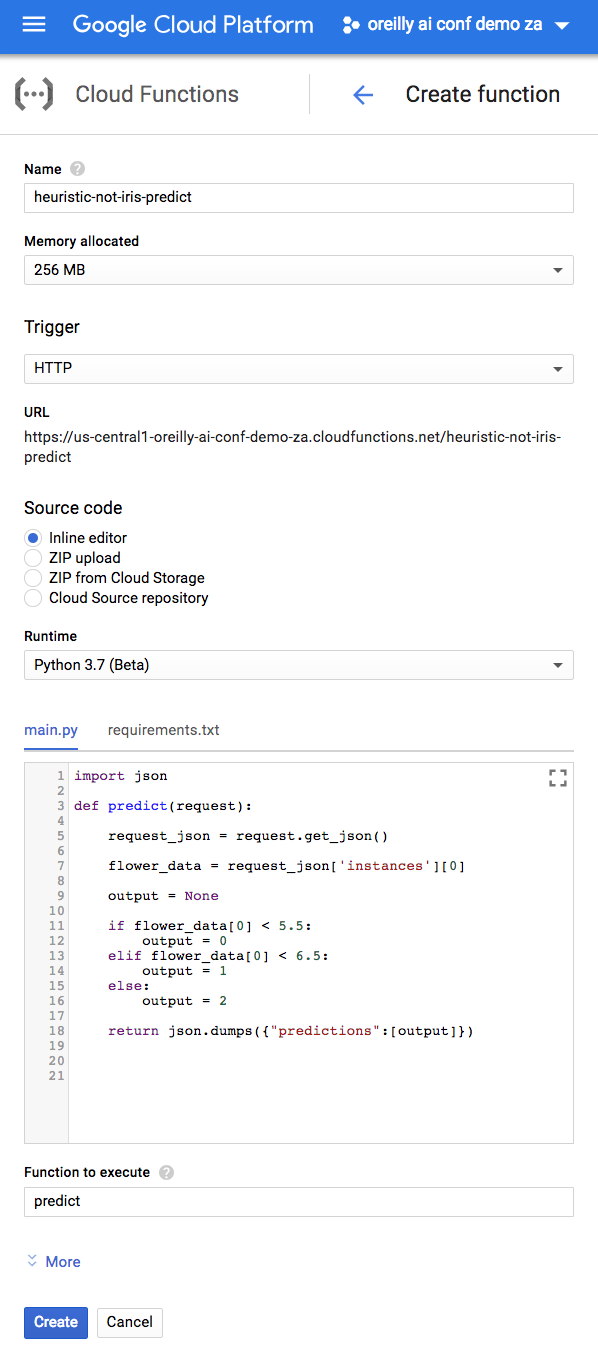 Google Cloud Platform oreilly ai conf demo za
Cloud Functions Create function
Name
heuristic-not-iris-predict
Memory allocated
256 MB
Trigger
HTTP
URL
https://us-central1-oreilly-ai-conf-demo-za.cloudfunctions.net/heuristic-not-iris-
predict
Source code
Inline editor
ZIP upload
ZIP from Cloud Storage
Cloud Source repository
Runtime
Python 3.7 (Beta)
main.py requirements.txt
1 import json
2
3 def predict(request):
4
5     request_json = request.get_json()
6
7     flower_data = request_json['instances'][0]
8
9     output = None
10
11     if flower_data[0] < 5.5:
12         output = 0
13     elif flower_data[0] < 6.5:
14         output = 1
15     else:
16         output = 2
17
18     return json.dumps({"predictions":[output]})
19
20
21
Function to execute
predict
More
Create Cancel